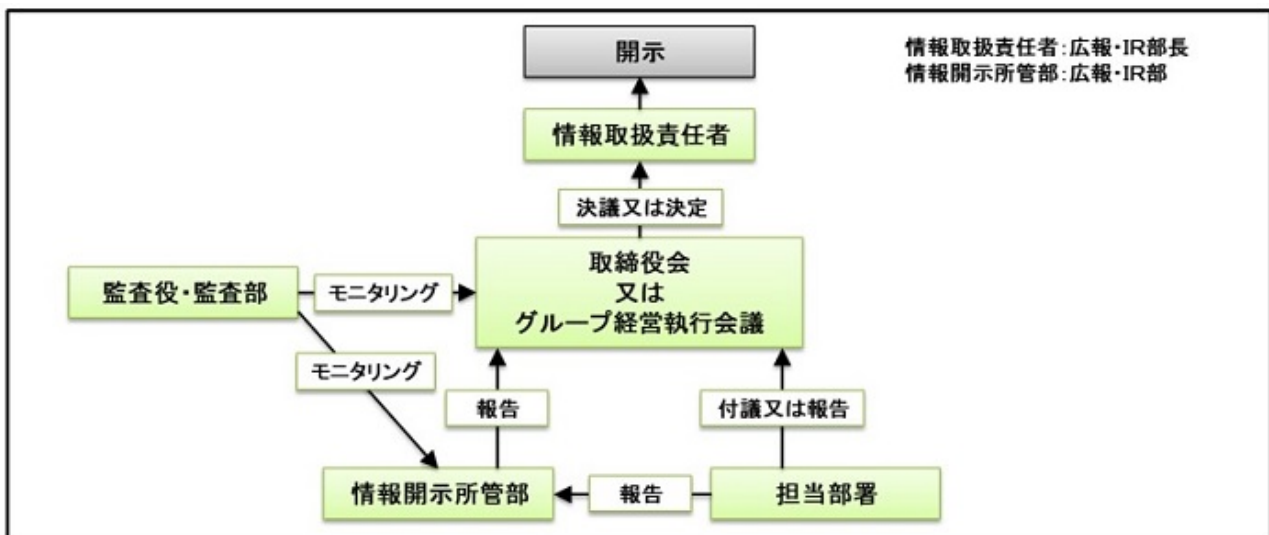 開示
情報取扱責任者:広報・IR部長
情報開示所管部:広報・IR部
情報取扱責任者
決議又は決定
取締役会
又は
グループ経営執行会議
監査役・監査部
モニタリング
モニタリング
報告
付議又は報告
情報開示所管部
報告
担当部署